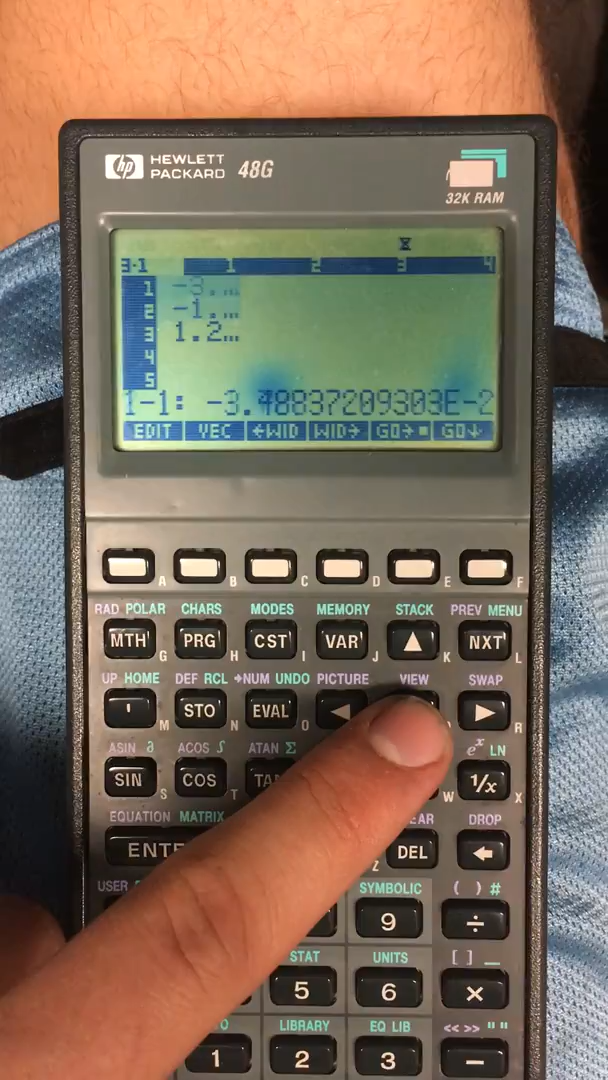 hp HEWLETT PACKARD 48G
32K RAM
3-1 1 2 3 4
1 -3.…
2 -1.…
3 1.2…
4
5
1-1: -3.48837209303E-2
EDIT VEC ←WID WID→ GO→▪ GO↓
A B C D E F
RAD POLAR CHARS MODES MEMORY STACK PREV MENU
MTH G PRG H CST I VAR J ▲ K NXT L
UP HOME DEF RCL →NUM UNDO PICTURE VIEW SWAP
' M STO N EVAL ◀ ▶ R
ASIN ∂ ACOS ∫ ATAN Σ eˣ LN
SIN S COS T W 1/x X
EQUATION MATRIX DROP
Z DEL ←
USER SYMBOLIC ( ) #
9 ÷
STAT UNITS [ ] _
5 6 ×
LIBRARY EQ LIB << >> " "
1 2 3 −